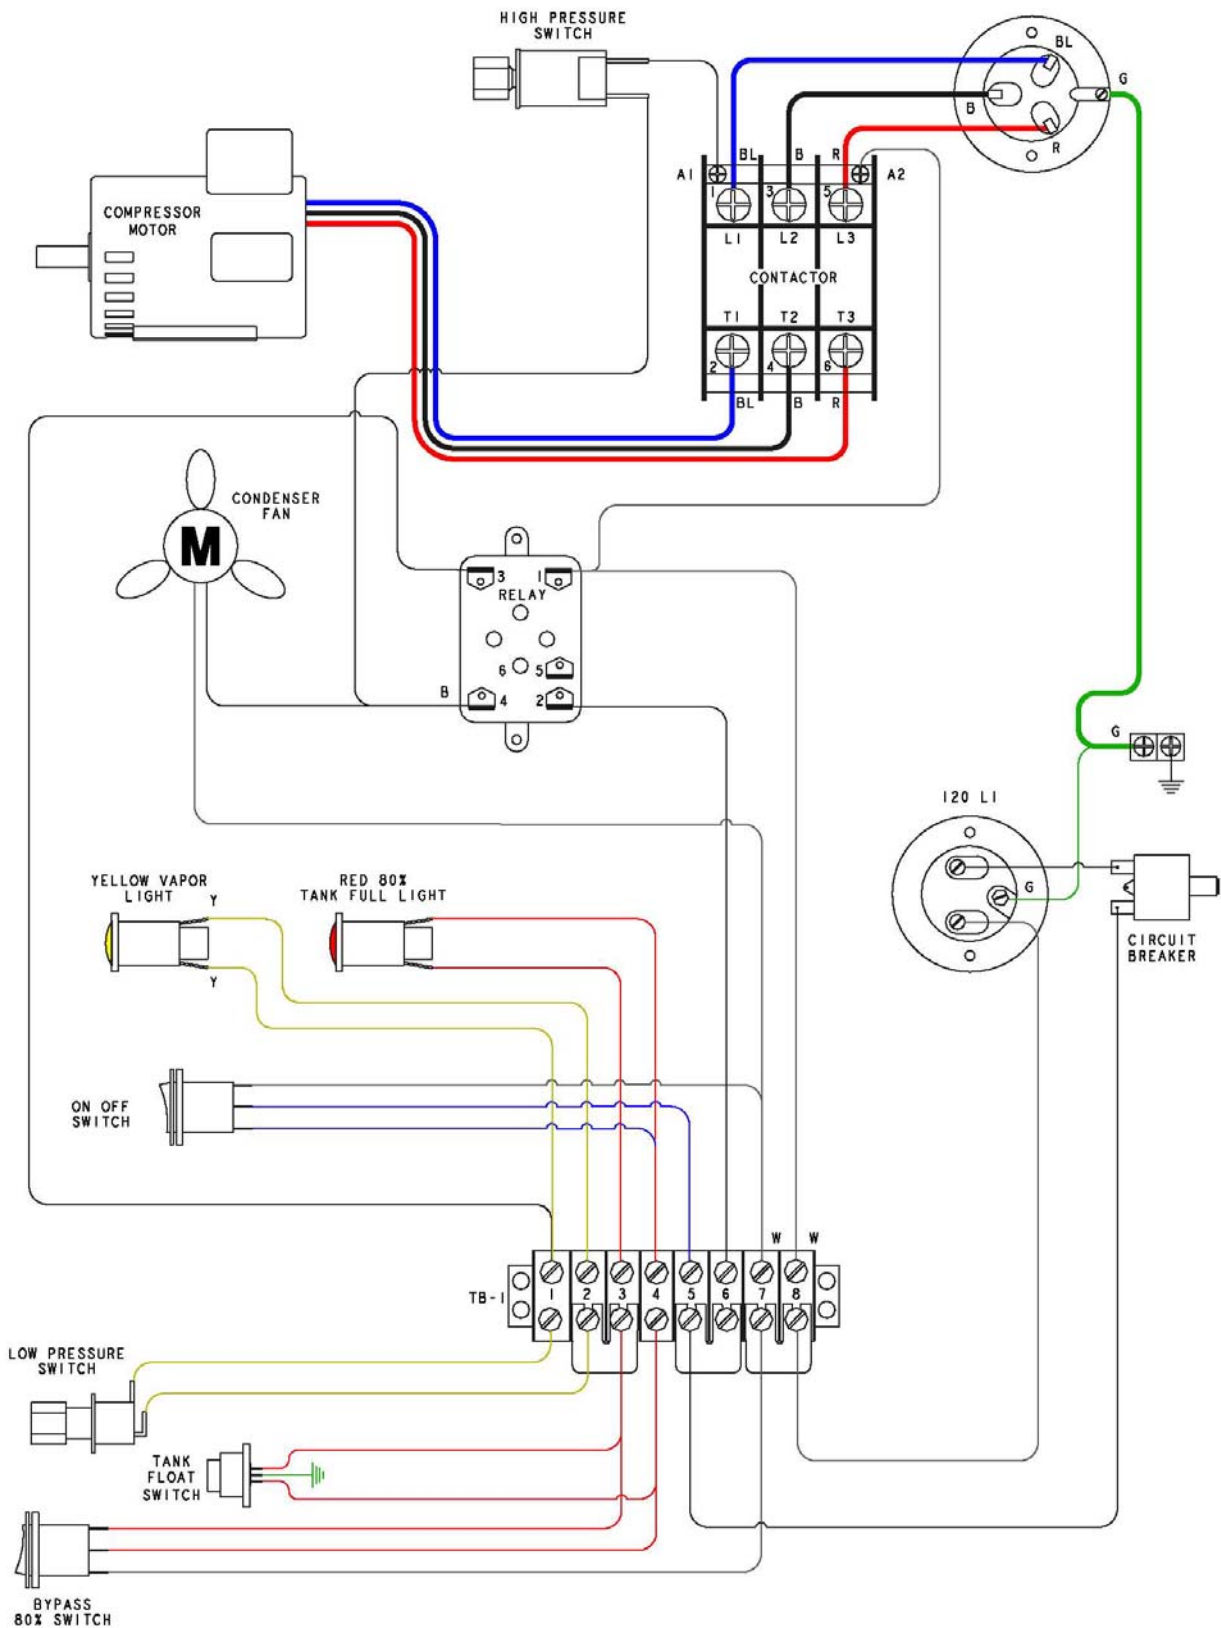 HIGH PRESSURE
SWITCH
BL
G
B
R
A1
BL
B
R
A2
1
3
5
L1
L2
L3
CONTACTOR
T1
T2
T3
2
4
6
BL
B
R
COMPRESSOR
MOTOR
CONDENSER
FAN
M
3
1
RELAY
6
5
B
4
2
G
120 L1
G
CIRCUIT
BREAKER
YELLOW VAPOR
LIGHT
Y
Y
RED 80%
TANK FULL LIGHT
ON OFF
SWITCH
W
W
TB-1
1
2
3
4
5
6
7
8
LOW PRESSURE
SWITCH
TANK
FLOAT
SWITCH
BYPASS
80% SWITCH